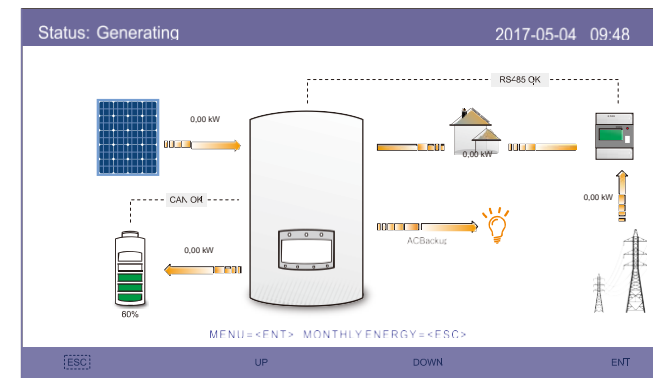 Status: Generating
2017-05-04 09:48
RS485 OK
0,00 kW
0,00 kW
0,00 kW
CAN OK
ACBackup
0,00 kW
60%
MENU=<ENT> MONTHLY ENERGY=<ESC>
ESC UP DOWN ENT